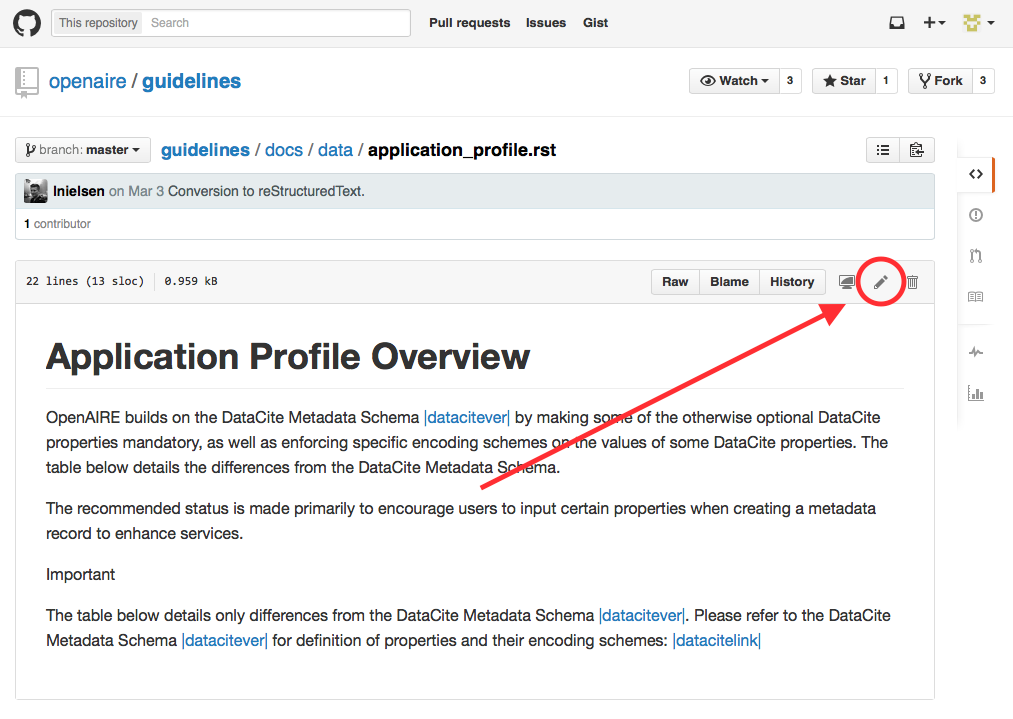 This repository Search Pull requests Issues Gist
openaire / guidelines Watch 3 Star 1 Fork 3
branch: master guidelines / docs / data / application_profile.rst
lnielsen on Mar 3 Conversion to reStructuredText.
1 contributor
22 lines (13 sloc) 0.959 kB Raw Blame History
Application Profile Overview
OpenAIRE builds on the DataCite Metadata Schema |datacitever| by making some of the otherwise optional DataCite
properties mandatory, as well as enforcing specific encoding schemes on the values of some DataCite properties. The
table below details the differences from the DataCite Metadata Schema.
The recommended status is made primarily to encourage users to input certain properties when creating a metadata
record to enhance services.
Important
The table below details only differences from the DataCite Metadata Schema |datacitever|. Please refer to the DataCite
Metadata Schema |datacitever| for definition of properties and their encoding schemes: |datacitelink|